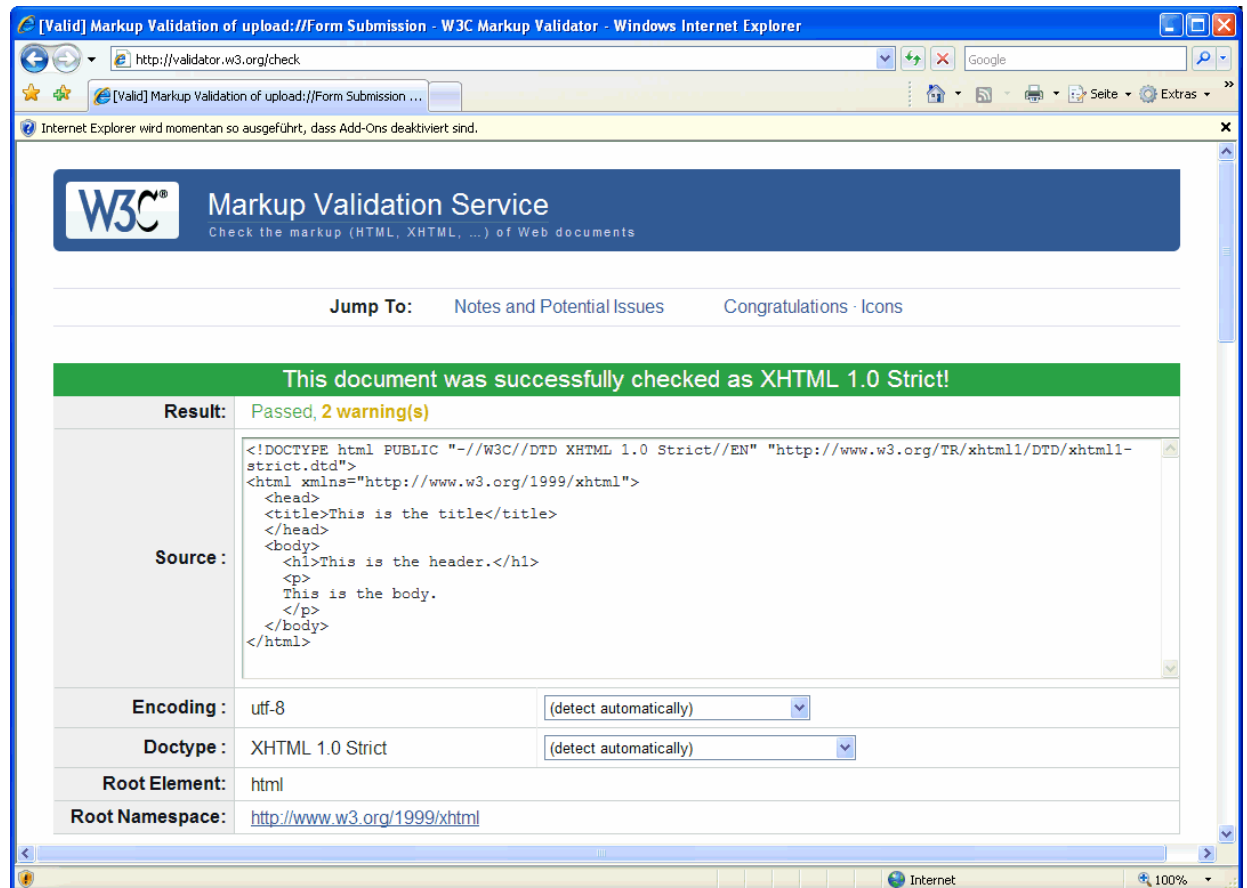 [Valid] Markup Validation of upload://Form Submission - W3C Markup Validator - Windows Internet Explorer
http://validator.w3.org/check
Google
[Valid] Markup Validation of upload://Form Submission ...
Seite
Extras
»
Internet Explorer wird momentan so ausgeführt, dass Add-Ons deaktiviert sind.
W3C®
Markup Validation Service
Check the markup (HTML, XHTML, …) of Web documents
Jump To: Notes and Potential Issues Congratulations · Icons
This document was successfully checked as XHTML 1.0 Strict!
Result: Passed, 2 warning(s)
Source :
<!DOCTYPE html PUBLIC "-//W3C//DTD XHTML 1.0 Strict//EN" "http://www.w3.org/TR/xhtml1/DTD/xhtml1-
strict.dtd">
<html xmlns="http://www.w3.org/1999/xhtml">
  <head>
  <title>This is the title</title>
  </head>
  <body>
    <h1>This is the header.</h1>
    <p>
    This is the body.
    </p>
  </body>
</html>
Encoding : utf-8 (detect automatically)
Doctype : XHTML 1.0 Strict (detect automatically)
Root Element: html
Root Namespace: http://www.w3.org/1999/xhtml
Internet 100%